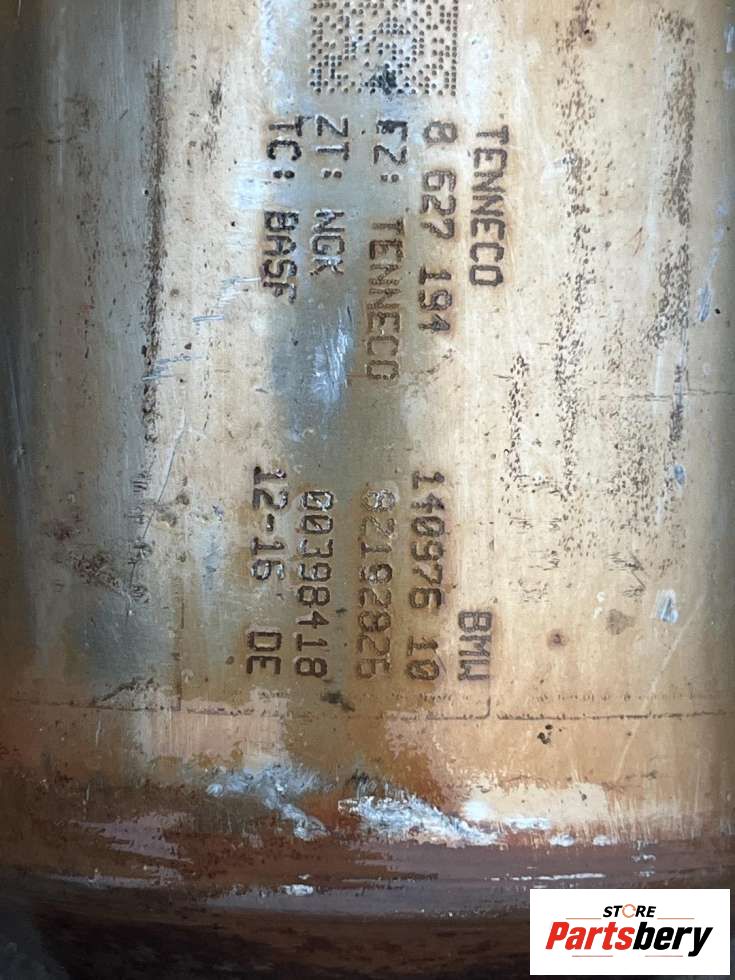 TENNECO BMW
8 627 194 140976 10
FZ: TENNECO 82192825
ZT: NGK 00398418
TC: BASF 12-16 DE
STORE
Partsbery